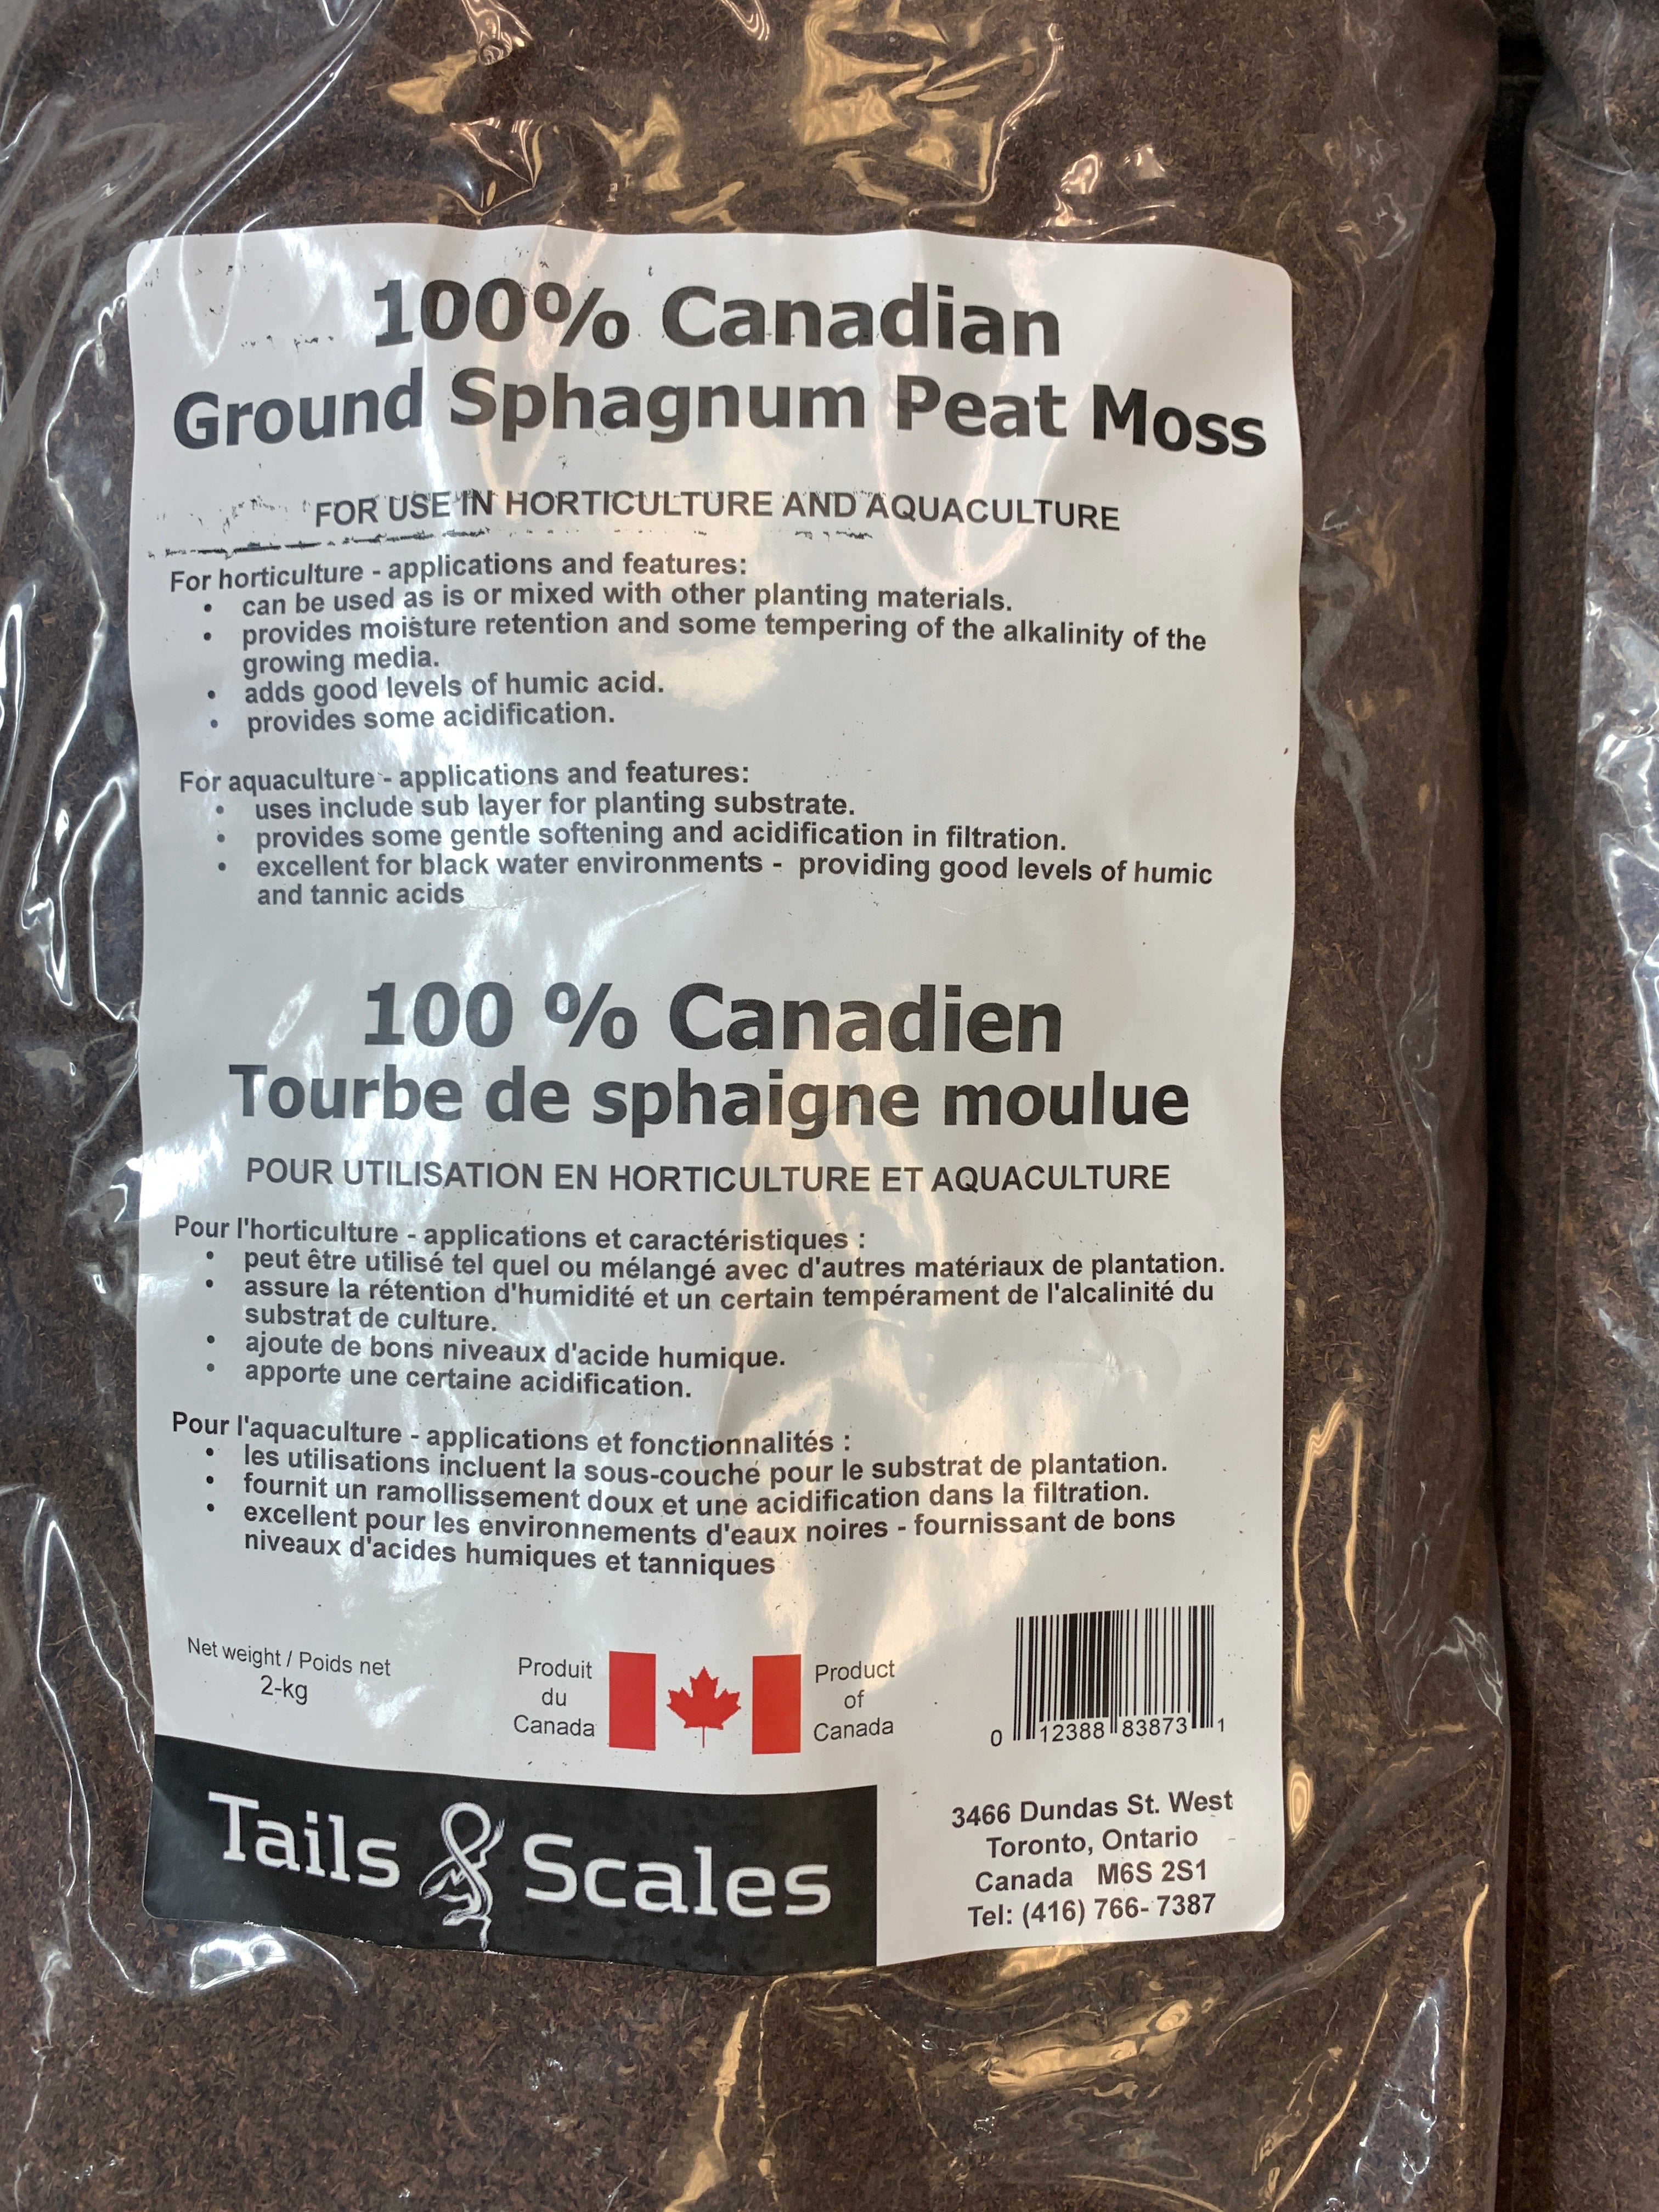 100% Canadian
Ground Sphagnum Peat Moss
FOR USE IN HORTICULTURE AND AQUACULTURE
For horticulture - applications and features:
• can be used as is or mixed with other planting materials.
• provides moisture retention and some tempering of the alkalinity of the
growing media.
• adds good levels of humic acid.
• provides some acidification.
For aquaculture - applications and features:
• uses include sub layer for planting substrate.
• provides some gentle softening and acidification in filtration.
• excellent for black water environments - providing good levels of humic
and tannic acids
100 % Canadien
Tourbe de sphaigne moulue
POUR UTILISATION EN HORTICULTURE ET AQUACULTURE
Pour l'horticulture - applications et caractéristiques :
• peut être utilisé tel quel ou mélangé avec d'autres matériaux de plantation.
• assure la rétention d'humidité et un certain tempérament de l'alcalinité du
substrat de culture.
• ajoute de bons niveaux d'acide humique.
• apporte une certaine acidification.
Pour l'aquaculture - applications et fonctionnalités :
• les utilisations incluent la sous-couche pour le substrat de plantation.
• fournit un ramollissement doux et une acidification dans la filtration.
• excellent pour les environnements d'eaux noires - fournissant de bons
niveaux d'acides humiques et tanniques
Net weight / Poids net
2-kg
Produit
du
Canada
Product
of
Canada
0 12388 83873 1
Tails & Scales
3466 Dundas St. West
Toronto, Ontario
Canada M6S 2S1
Tel: (416) 766-7387